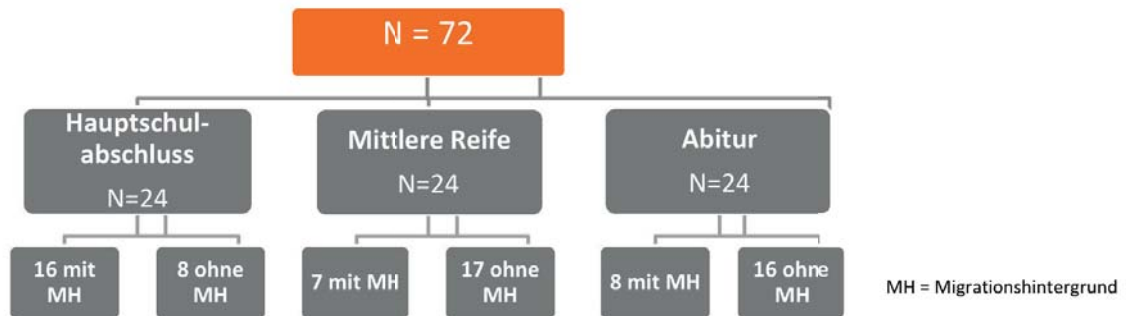 N = 72
Hauptschul-
abschluss
N=24
Mittlere Reife
N=24
Abitur
N=24
16 mit
MH
8 ohne
MH
7 mit MH
17 ohne
MH
8 mit MH
16 ohne
MH
MH = Migrationshintergrund